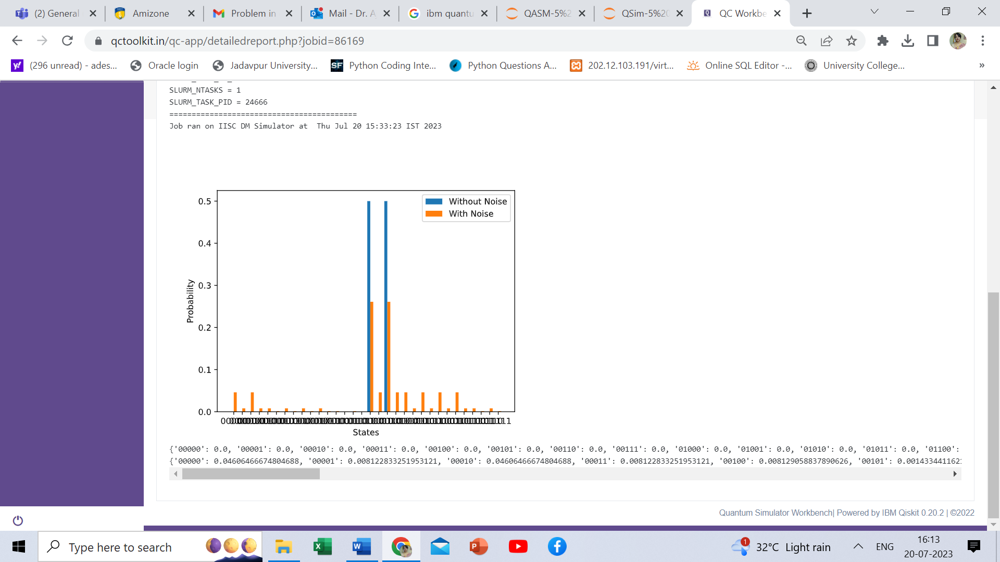 (2) General
Amizone
Problem in
Mail - Dr. A
ibm quantu
QASM-5%2
QSim-5%20
QC Workbe
qctoolkit.in/qc-app/detailedreport.php?jobid=86169
(296 unread) - ades...
Oracle login
Jadavpur University...
SF Python Coding Inte...
Python Questions A...
202.12.103.191/virt...
Online SQL Editor -...
University College...
»
SLURM_NTASKS = 1
SLURM_TASK_PID = 24666
==========================================
Job ran on IISC DM Simulator at  Thu Jul 20 15:33:23 IST 2023
Without Noise
With Noise
0.5
0.4
0.3
0.2
0.1
0.0
Probability
States
{'00000': 0.0, '00001': 0.0, '00010': 0.0, '00011': 0.0, '00100': 0.0, '00101': 0.0, '00110': 0.0, '00111': 0.0, '01000': 0.0, '01001': 0.0, '01010': 0.0, '01011': 0.0, '01100':
{'00000': 0.04606466674804688, '00001': 0.008122833251953121, '00010': 0.04606466674804688, '00011': 0.008122833251953121, '00100': 0.008129058837890626, '00101': 0.001433441162
Quantum Simulator Workbench| Powered by IBM Qiskit 0.20.2 | ©2022
Type here to search
1
32°C Light rain
ENG
16:13
20-07-2023